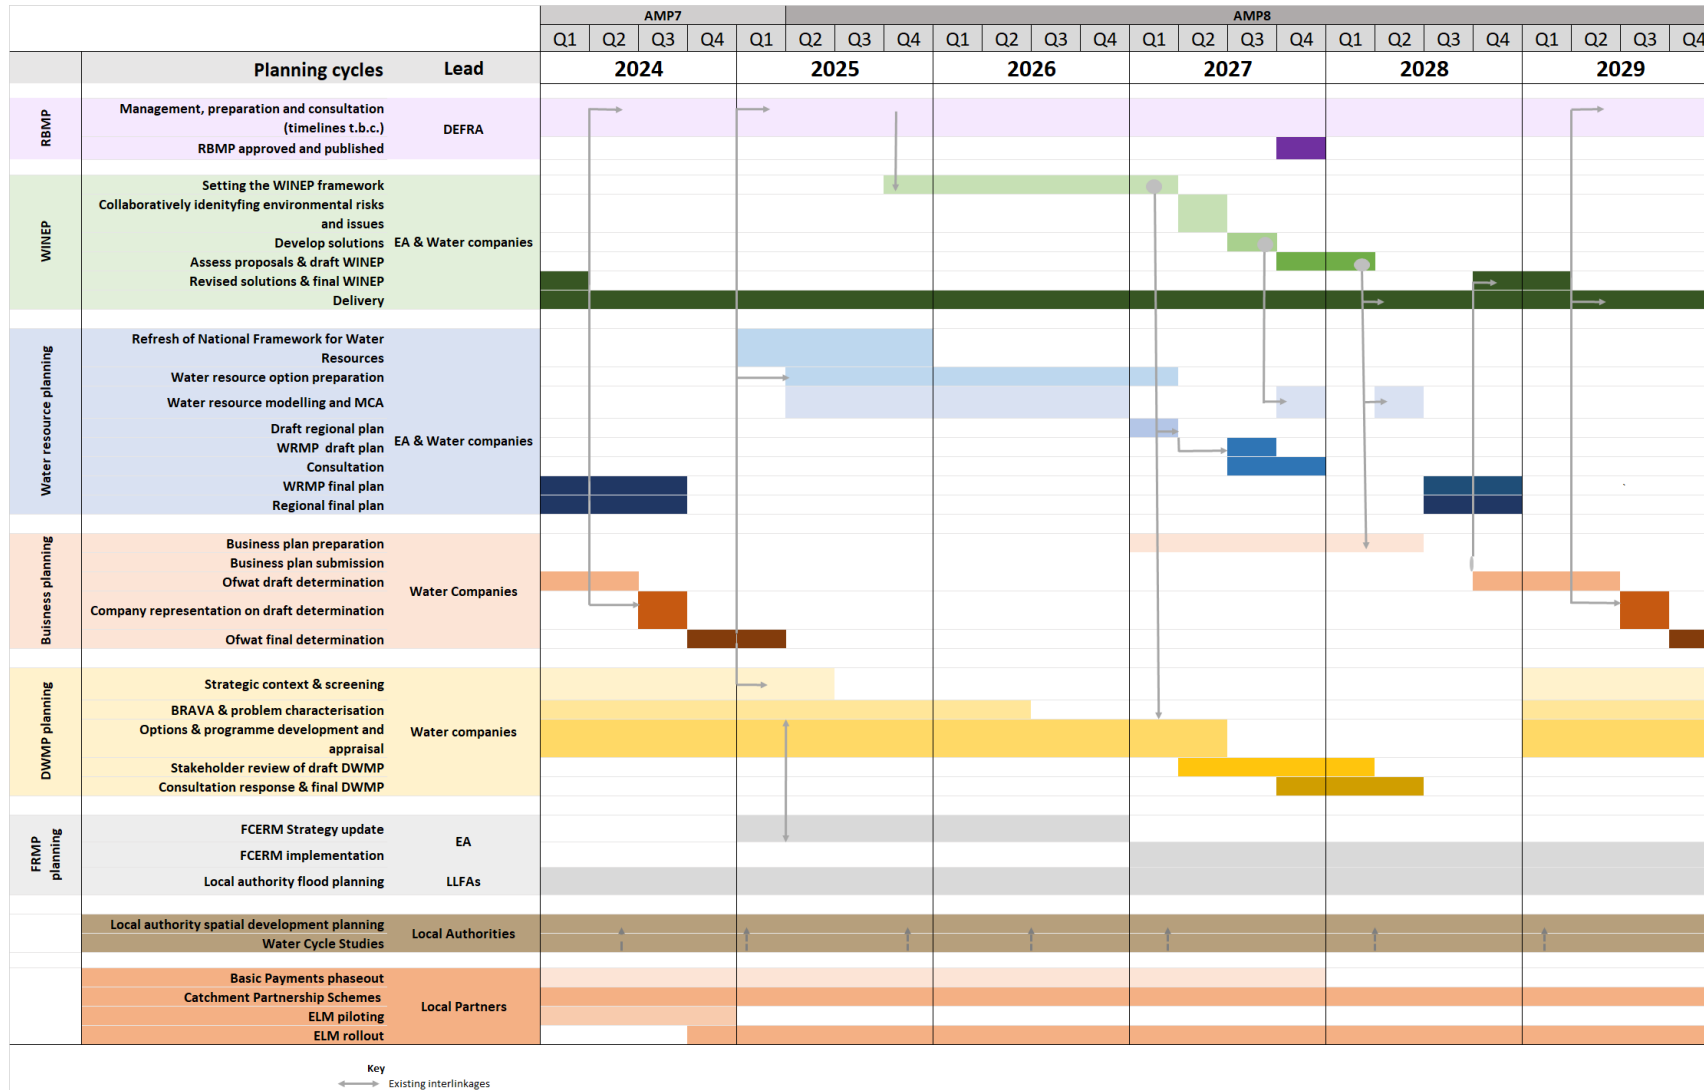 AMP7 AMP8
Q1 Q2 Q3 Q4 Q1 Q2 Q3 Q4 Q1 Q2 Q3 Q4 Q1 Q2 Q3 Q4 Q1 Q2 Q3 Q4 Q1 Q2 Q3 Q4
Planning cycles Lead 2024 2025 2026 2027 2028 2029
RBMP
Management, preparation and consultation
(timelines t.b.c.)
DEFRA
RBMP approved and published
WINEP
Setting the WINEP framework
Collaboratively idenityfing environmental risks
and issues
Develop solutions
EA & Water companies
Assess proposals & draft WINEP
Revised solutions & final WINEP
Delivery
Water resource planning
Refresh of National Framework for Water
Resources
Water resource option preparation
Water resource modelling and MCA
Draft regional plan
EA & Water companies
WRMP draft plan
Consultation
WRMP final plan
Regional final plan
Buisness planning
Business plan preparation
Business plan submission
Ofwat draft determination
Water Companies
Company representation on draft determination
Ofwat final determination
DWMP planning
Strategic context & screening
BRAVA & problem characterisation
Options & programme development and
appraisal
Water companies
Stakeholder review of draft DWMP
Consultation response & final DWMP
FRMP
planning
FCERM Strategy update
EA
FCERM implementation
Local authority flood planning LLFAs
Local authority spatial development planning
Local Authorities
Water Cycle Studies
Basic Payments phaseout
Catchment Partnership Schemes
Local Partners
ELM piloting
ELM rollout
Key
Existing interlinkages